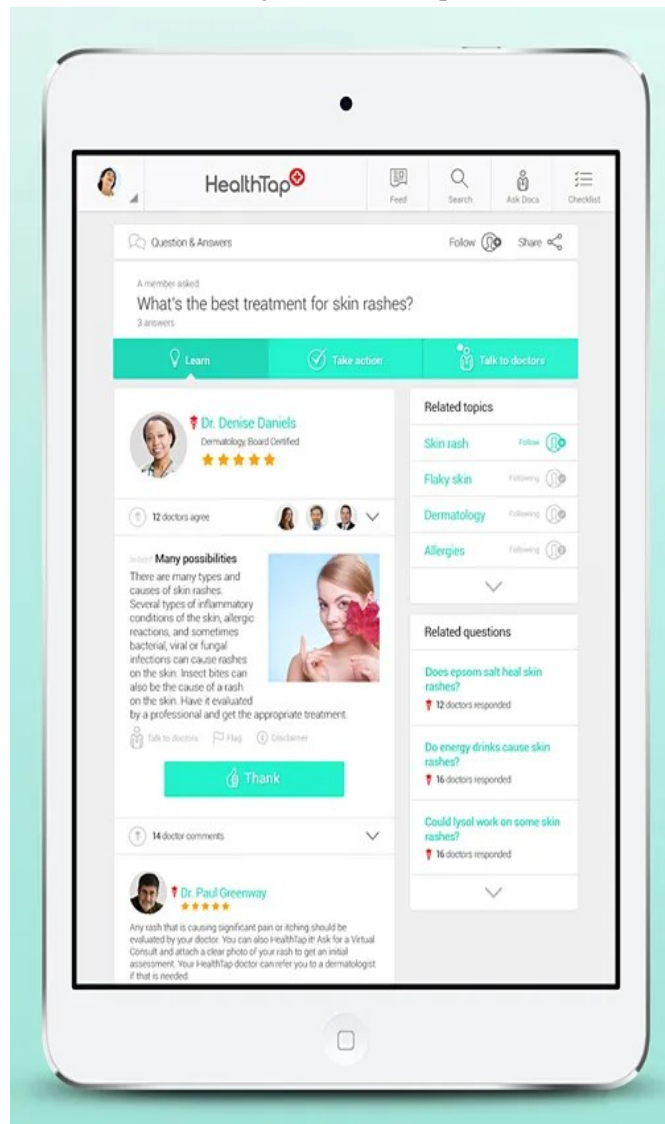 HealthTap
Feed
Search
Ask Docs
Checklist
Question & Answers
Follow
Share
A member asked:
What's the best treatment for skin rashes?
3 answers
Learn
Take action
Talk to doctors
Dr. Denise Daniels
Dermatology, Board Certified
12 doctors agree
Many possibilities
There are many types and
causes of skin rashes.
Several types of inflammatory
conditions of the skin, allergic
reactions, and sometimes
bacterial, viral or fungal
infections can cause rashes
on the skin. Insect bites can
also be the cause of a rash
on the skin. Have it evaluated
by a professional and get the appropriate treatment.
Talk to doctors
Flag
Disclaimer
Thank
14 doctor comments
Dr. Paul Greenway
Any rash that is causing significant pain or itching should be
evaluated by your doctor. You can also HealthTap it! Ask for a Virtual
Consult and attach a clear photo of your rash to get an initial
assessment. Your HealthTap doctor can refer you to a dermatologist
if that is needed.
Related topics
Skin rash
Follow
Flaky skin
Following
Dermatology
Following
Allergies
Following
Related questions
Does epsom salt heal skin
rashes?
12 doctors responded
Do energy drinks cause skin
rashes?
16 doctors responded
Could lysol work on some skin
rashes?
16 doctors responded